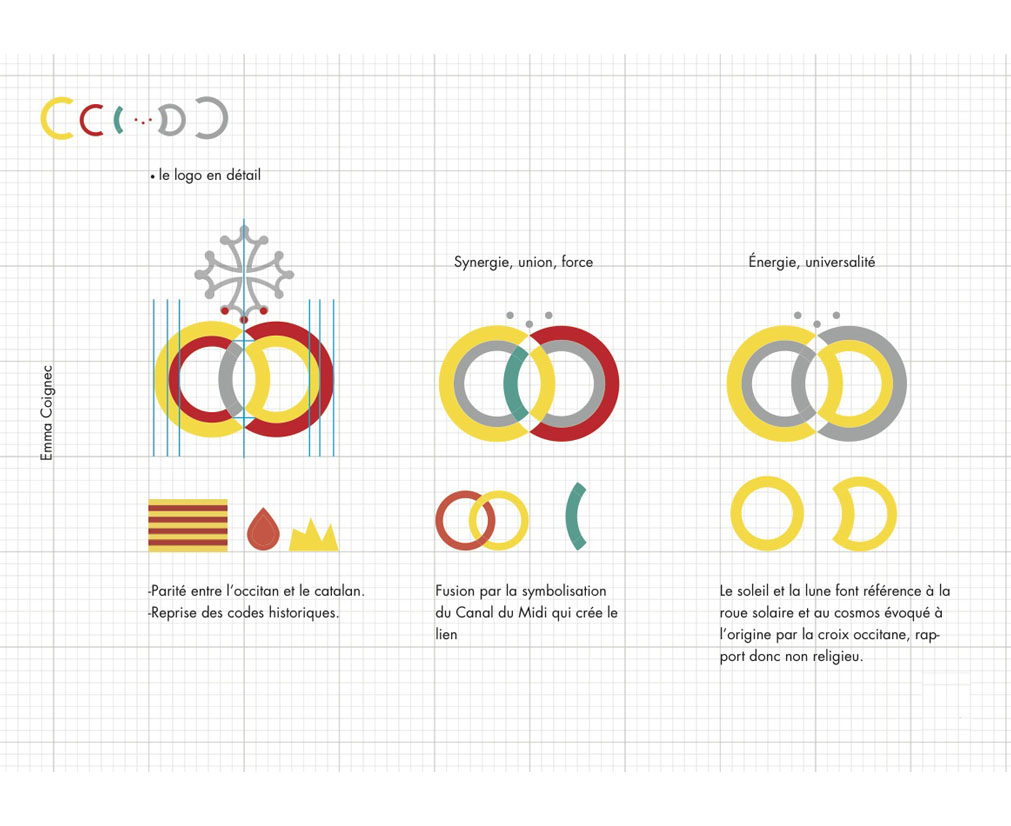 • le logo en détail
Synergie, union, force
Énergie, universalité
Emma Coignec
-Parité entre l'occitan et le catalan.
-Reprise des codes historiques.
Fusion par la symbolisation
du Canal du Midi qui crée le
lien
Le soleil et la lune font référence à la
roue solaire et au cosmos évoqué à
l'origine par la croix occitane, rap-
port donc non religieu.